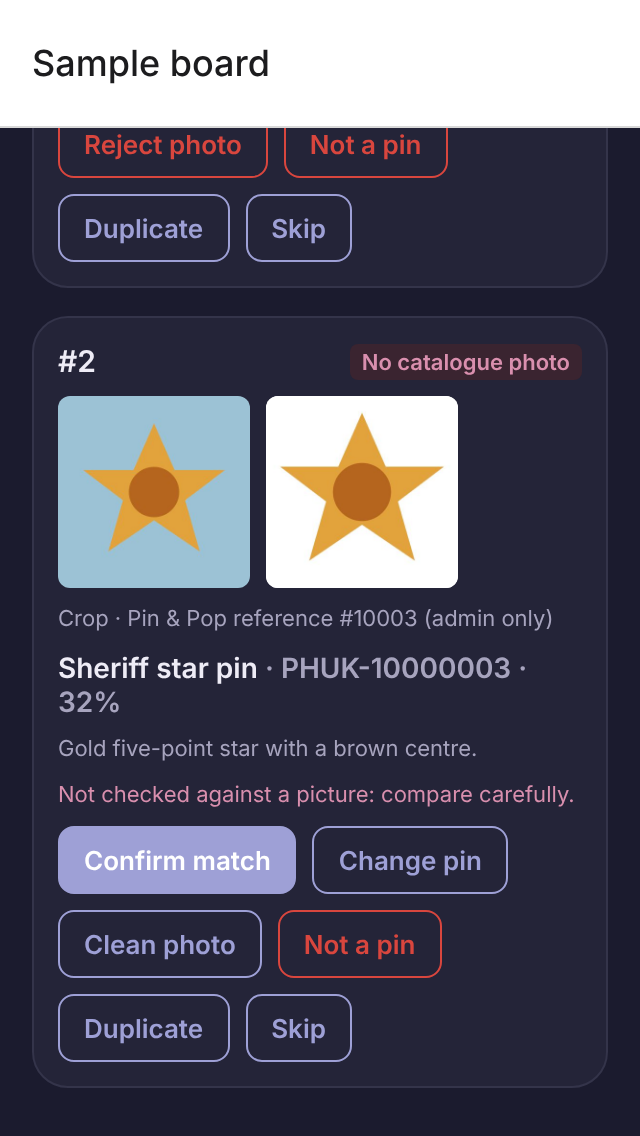 Sample board
Reject photo
Not a pin
Duplicate
Skip
#2
No catalogue photo
Crop · Pin & Pop reference #10003 (admin only)
Sheriff star pin · PHUK-10000003 ·
32%
Gold five-point star with a brown centre.
Not checked against a picture: compare carefully.
Confirm match
Change pin
Clean photo
Not a pin
Duplicate
Skip